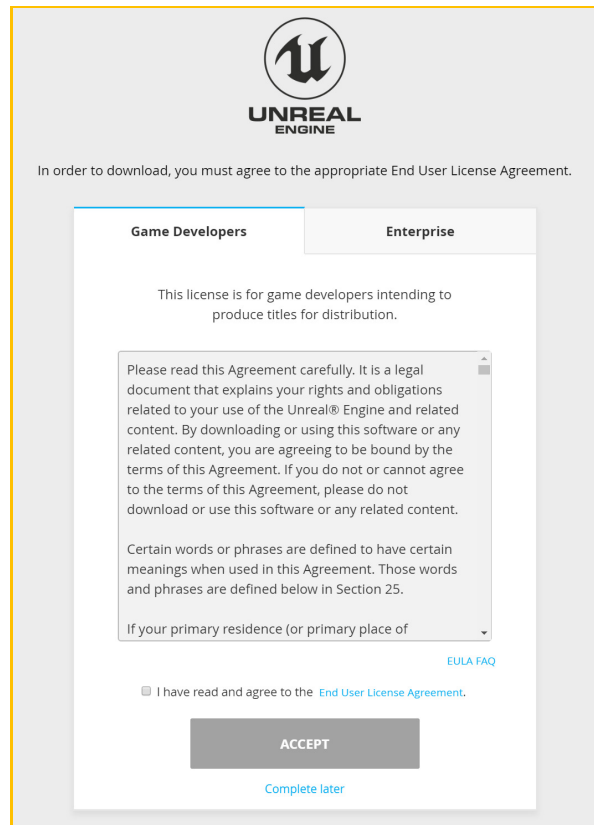 UNREAL
ENGINE
In order to download, you must agree to the appropriate End User License Agreement.
Game Developers
Enterprise
This license is for game developers intending to
produce titles for distribution.
Please read this Agreement carefully. It is a legal
document that explains your rights and obligations
related to your use of the Unreal® Engine and related
content. By downloading or using this software or any
related content, you are agreeing to be bound by the
terms of this Agreement. If you do not or cannot agree
to the terms of this Agreement, please do not
download or use this software or any related content.
Certain words or phrases are defined to have certain
meanings when used in this Agreement. Those words
and phrases are defined below in Section 25.
If your primary residence (or primary place of
EULA FAQ
I have read and agree to the End User License Agreement.
ACCEPT
Complete later